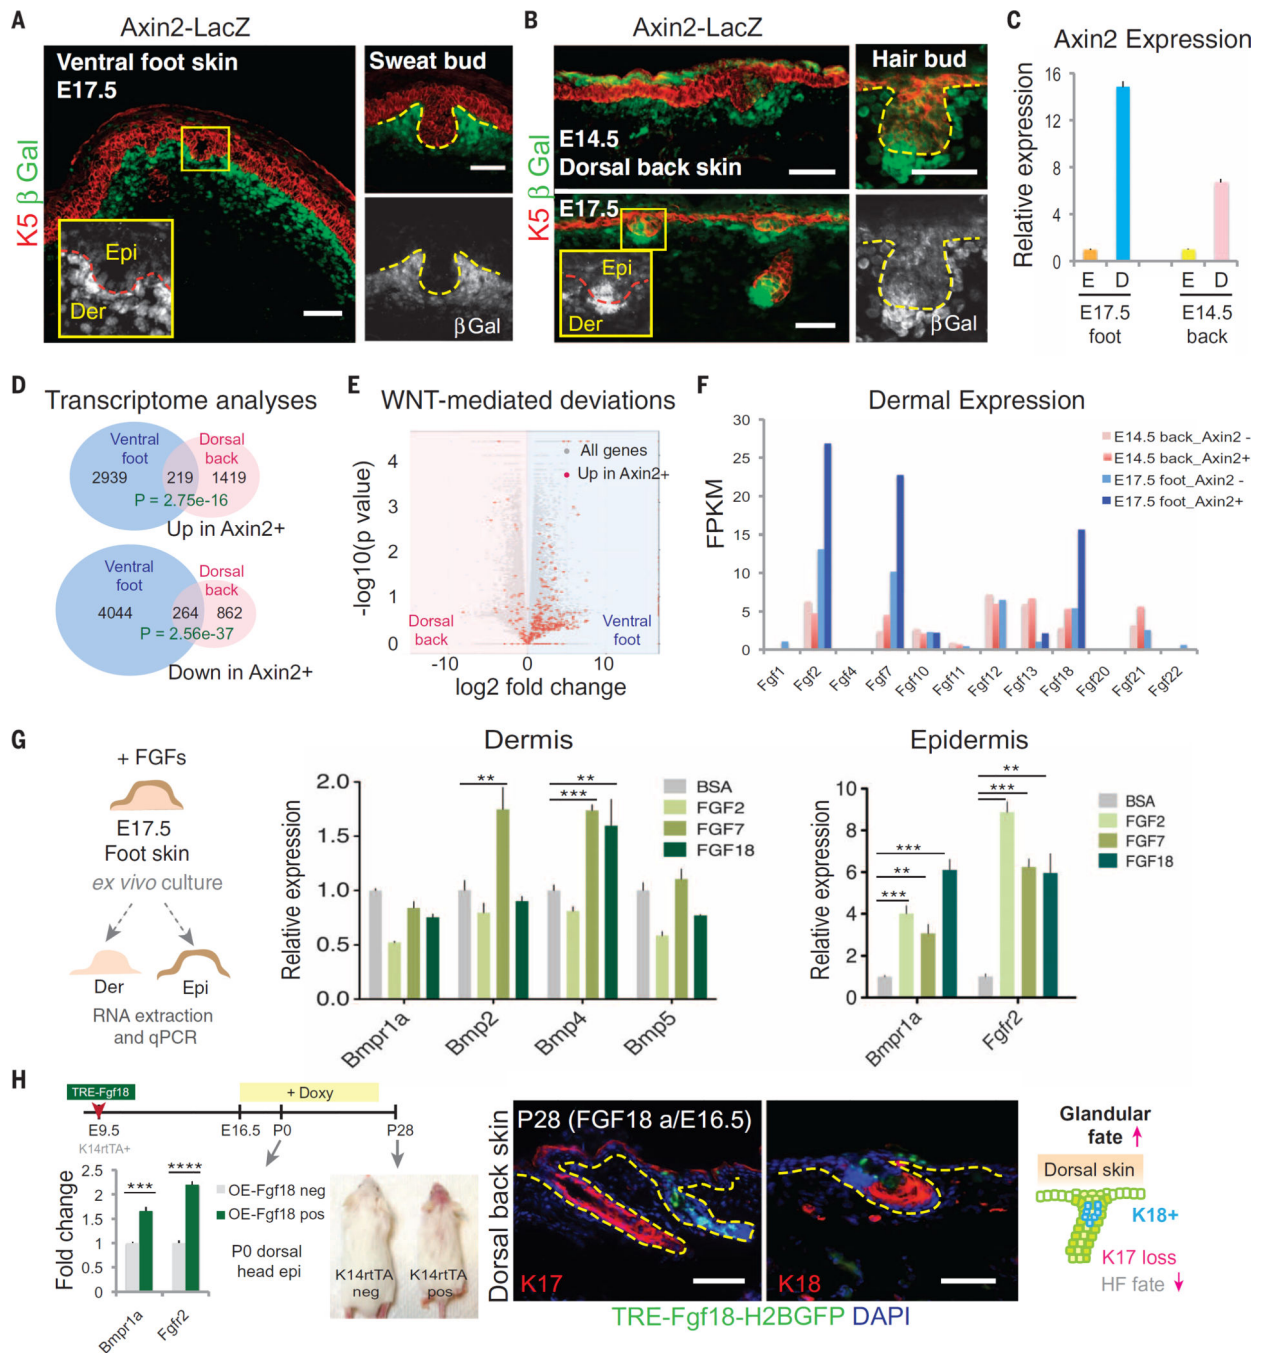 A
Axin2-LacZ
Ventral foot skin
E17.5
K5 β Gal
Epi
Der
Sweat bud
βGal
B
Axin2-LacZ
K5 β Gal
E14.5
Dorsal back skin
E17.5
Epi
Der
Hair bud
βGal
C
Axin2 Expression
Relative expression
16
12
8
4
0
E D E D
E17.5 E14.5
foot back
D
Transcriptome analyses
Ventral foot
Dorsal back
2939 219 1419
P = 2.75e-16
Up in Axin2+
Ventral foot
Dorsal back
4044 264 862
P = 2.56e-37
Down in Axin2+
E
WNT-mediated deviations
-log10(p value)
4
3
2
1
0
All genes
Up in Axin2+
Dorsal back
Ventral foot
-10 0 10
log2 fold change
F
Dermal Expression
FPKM
30
25
20
15
10
5
0
E14.5 back_Axin2 -
E14.5 back_Axin2+
E17.5 foot_Axin2 -
E17.5 foot_Axin2+
Fgf1 Fgf2 Fgf4 Fgf7 Fgf10 Fgf11 Fgf12 Fgf13 Fgf18 Fgf20 Fgf21 Fgf22
G
+ FGFs
E17.5
Foot skin
ex vivo culture
Der Epi
RNA extraction
and qPCR
Dermis
Relative expression
2.0
1.5
1.0
0.5
0.0
** *** **
BSA
FGF2
FGF7
FGF18
Bmpr1a Bmp2 Bmp4 Bmp5
Epidermis
Relative expression
10
8
6
4
2
0
*** ** *** *** **
BSA
FGF2
FGF7
FGF18
Bmpr1a Fgfr2
H
TRE-Fgf18
+ Doxy
E9.5 E16.5 P0 P28
K14rtTA+
Fold change
2.5
2
1.5
1
0.5
0
*** ****
OE-Fgf18 neg
OE-Fgf18 pos
P0 dorsal
head epi
Bmpr1a Fgfr2
K14rtTA neg
K14rtTA pos
Dorsal back skin
P28 (FGF18 a/E16.5)
K17
K18
TRE-Fgf18-H2BGFP DAPI
Glandular
fate
Dorsal skin
K18+
K17 loss
HF fate